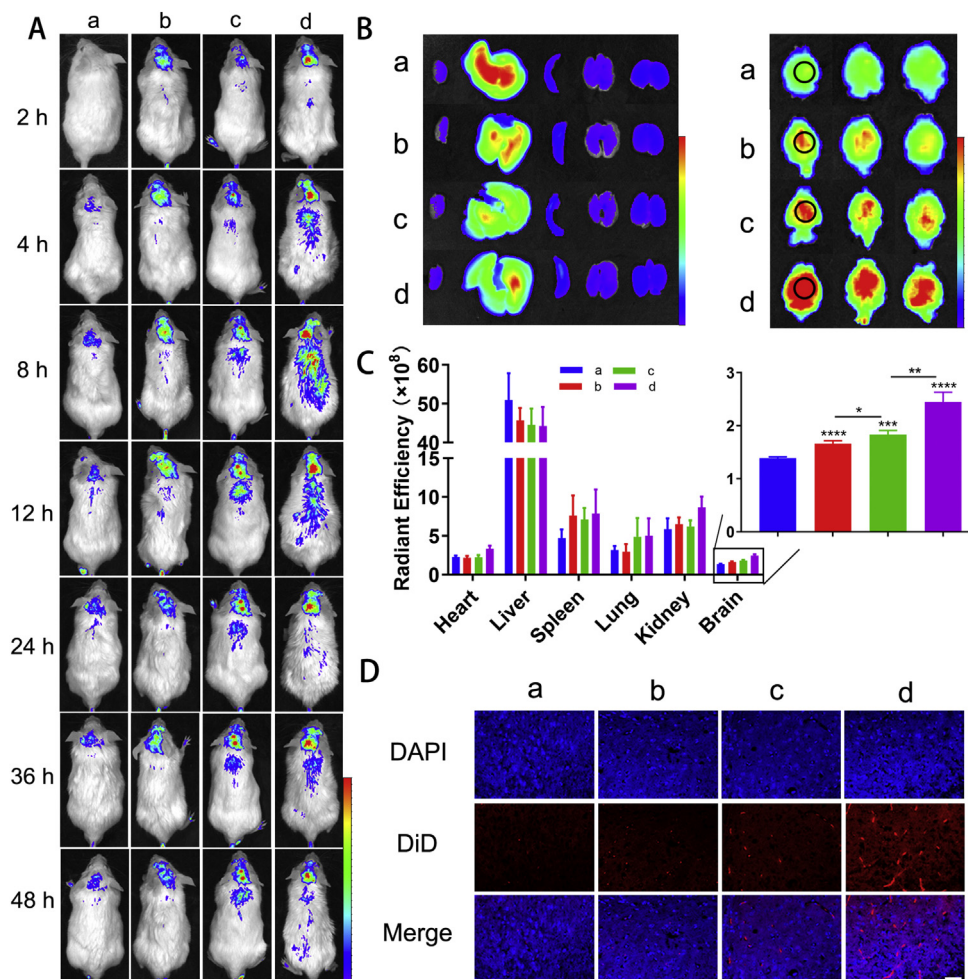 A
a b c d
2 h
4 h
8 h
12 h
24 h
36 h
48 h
B
a
b
c
d
a
b
c
d
C
Radiant Efficiency (×10⁸)
60
50
40
15
10
5
0
a c
b d
Heart
Liver
Spleen
Lung
Kidney
Brain
3
2
1
0
****
*
***
**
****
D
a b c d
DAPI
DiD
Merge